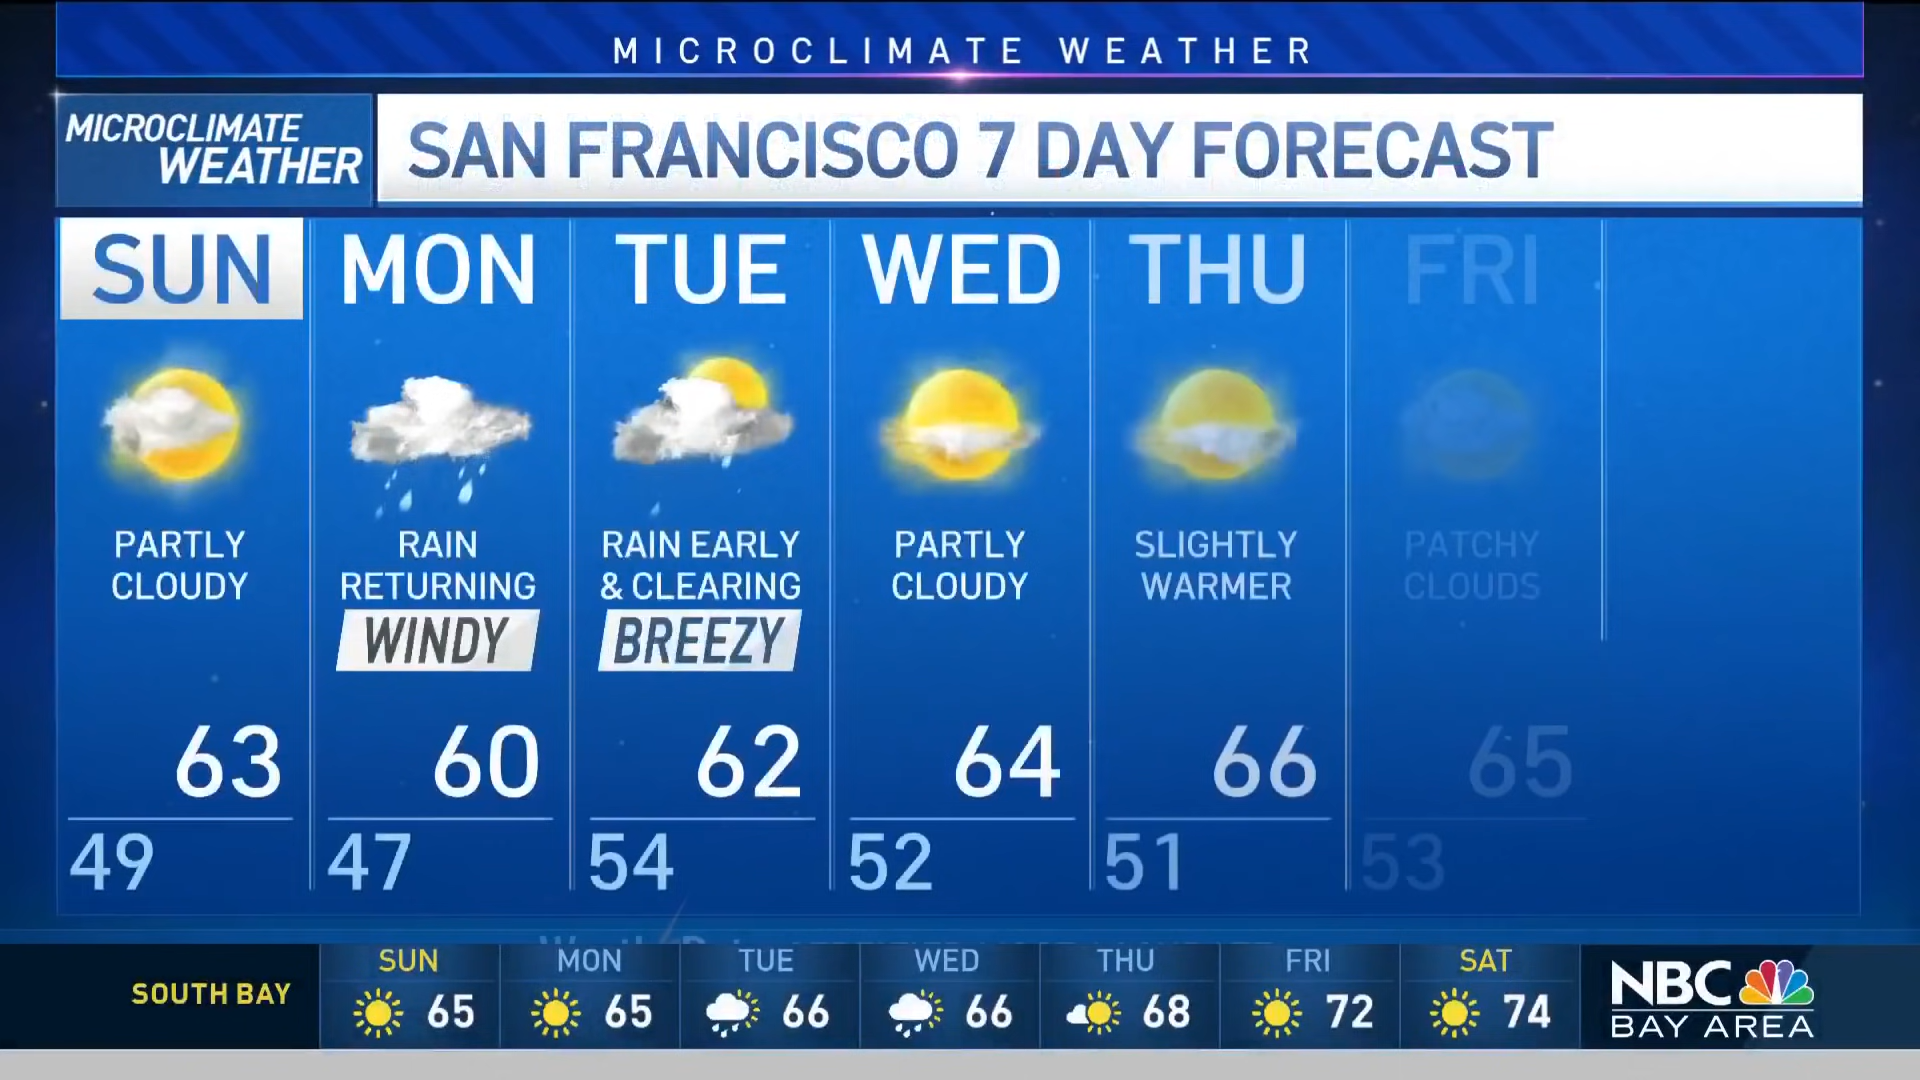 MICROCLIMATE WEATHER
MICROCLIMATE
WEATHER
SAN FRANCISCO 7 DAY FORECAST
SUN MON TUE WED THU FRI
PARTLY CLOUDY
RAIN RETURNING
WINDY
RAIN EARLY & CLEARING
BREEZY
PARTLY CLOUDY
SLIGHTLY WARMER
PATCHY CLOUDS
63 60 62 64 66 65
49 47 54 52 51 53
SOUTH BAY
SUN MON TUE WED THU FRI SAT
65 65 66 66 68 72 74
NBC
BAY AREA